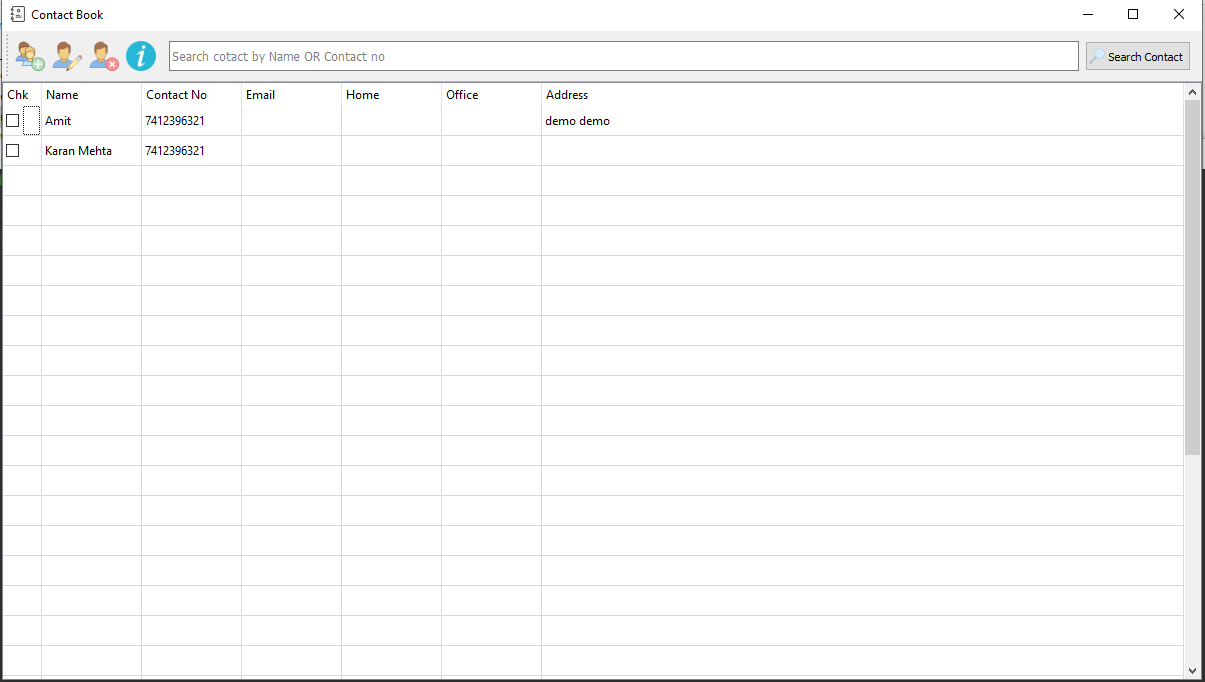 Contact Book
i Search cotact by Name OR Contact no Search Contact
Chk Name Contact No Email Home Office Address
Amit 7412396321 demo demo
Karan Mehta 7412396321